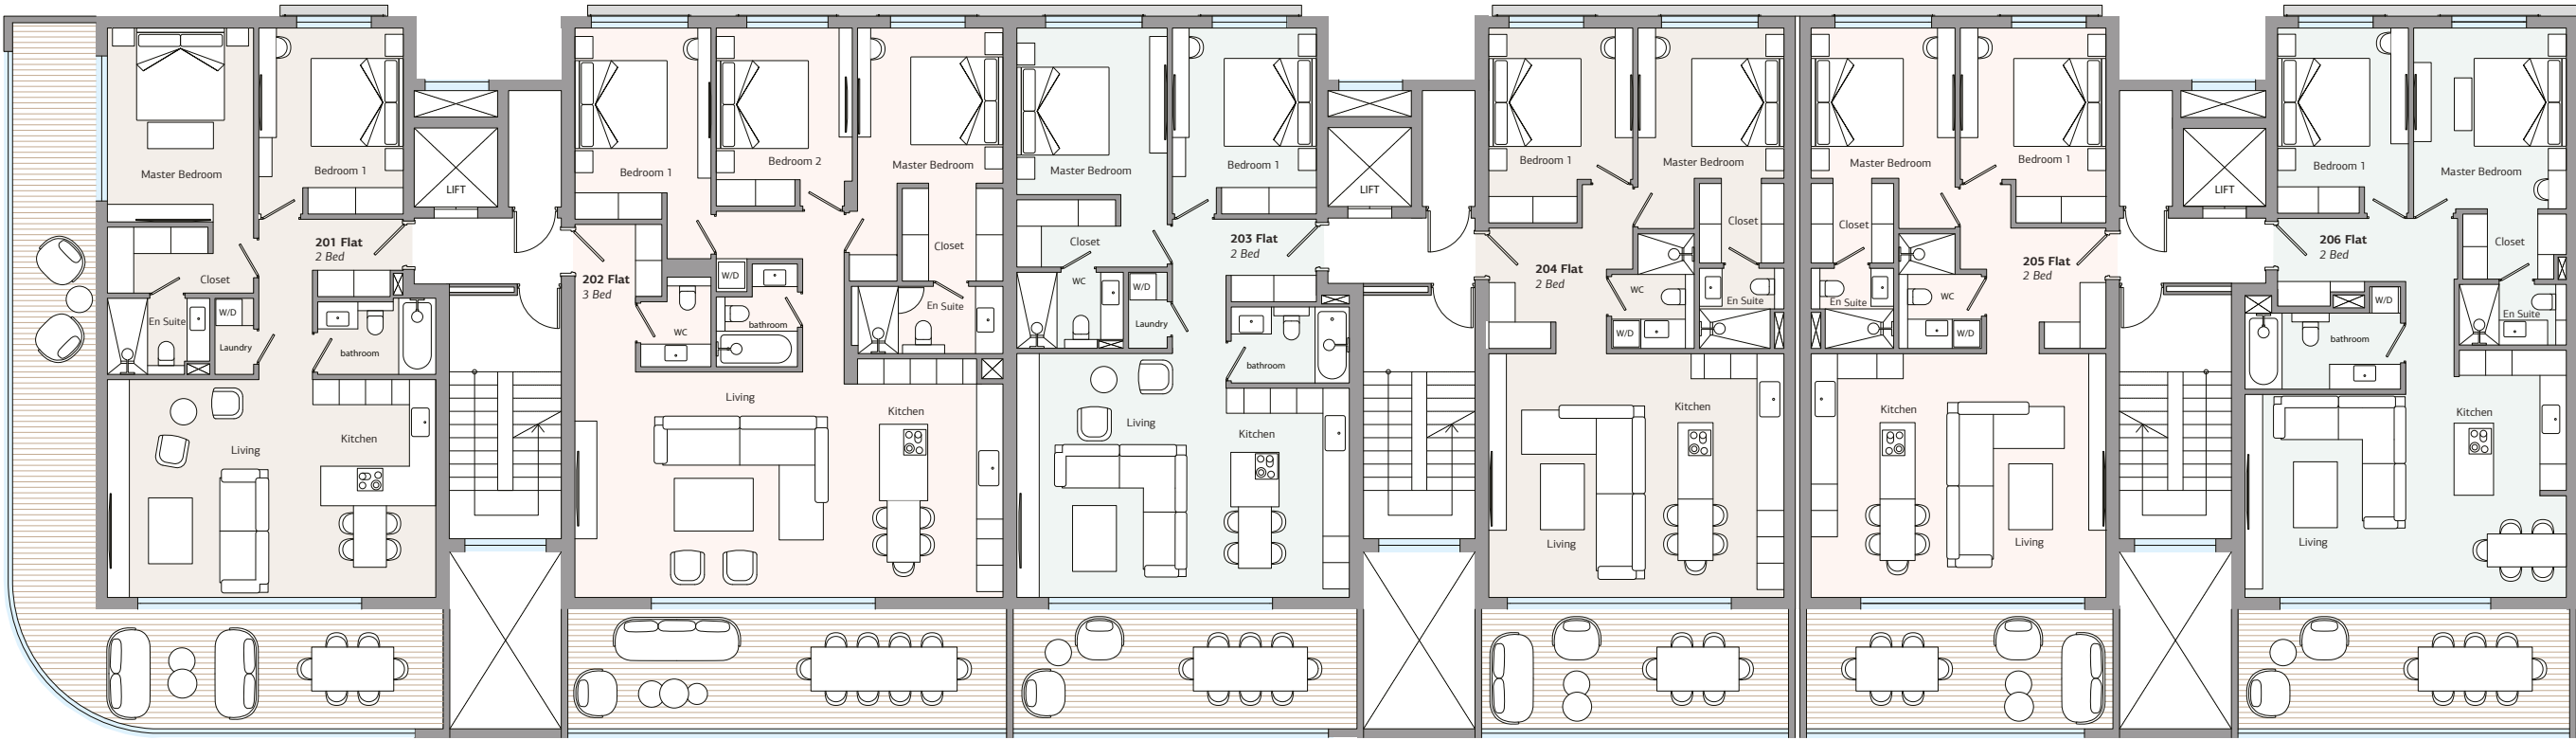 Master Bedroom
Bedroom 1
LIFT
201 Flat
2 Bed
Closet
En Suite
W/D
Laundry
bathroom
Living
Kitchen
Bedroom 1
Bedroom 2
Master Bedroom
Closet
202 Flat
3 Bed
W/D
WC
bathroom
En Suite
Living
Kitchen
Master Bedroom
Bedroom 1
LIFT
203 Flat
2 Bed
Closet
WC
W/D
Laundry
bathroom
Living
Kitchen
Bedroom 1
Master Bedroom
Closet
204 Flat
2 Bed
WC
En Suite
W/D
Kitchen
Living
Master Bedroom
Bedroom 1
LIFT
Closet
205 Flat
2 Bed
En Suite
WC
W/D
Kitchen
Living
Bedroom 1
Master Bedroom
206 Flat
2 Bed
Closet
W/D
En Suite
bathroom
Kitchen
Living